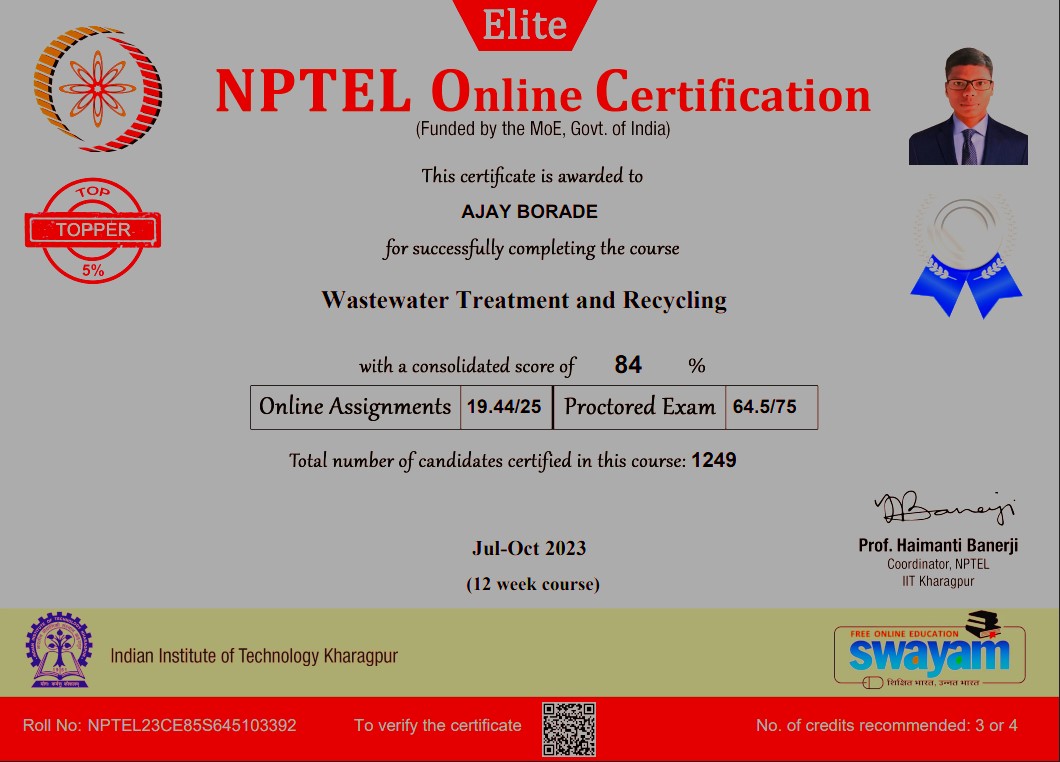 Elite
NPTEL Online Certification
(Funded by the MoE, Govt. of India)
This certificate is awarded to
AJAY BORADE
for successfully completing the course
TOP
TOPPER
5%
Wastewater Treatment and Recycling
with a consolidated score of 84 %
Online Assignments 19.44/25 Proctored Exam 64.5/75
Total number of candidates certified in this course: 1249
Banerji
Jul-Oct 2023
(12 week course)
Prof. Haimanti Banerji
Coordinator, NPTEL
IIT Kharagpur
Indian Institute of Technology Kharagpur
FREE ONLINE EDUCATION
swayam
शिक्षित भारत, उन्नत भारत
Roll No: NPTEL23CE85S645103392 To verify the certificate No. of credits recommended: 3 or 4